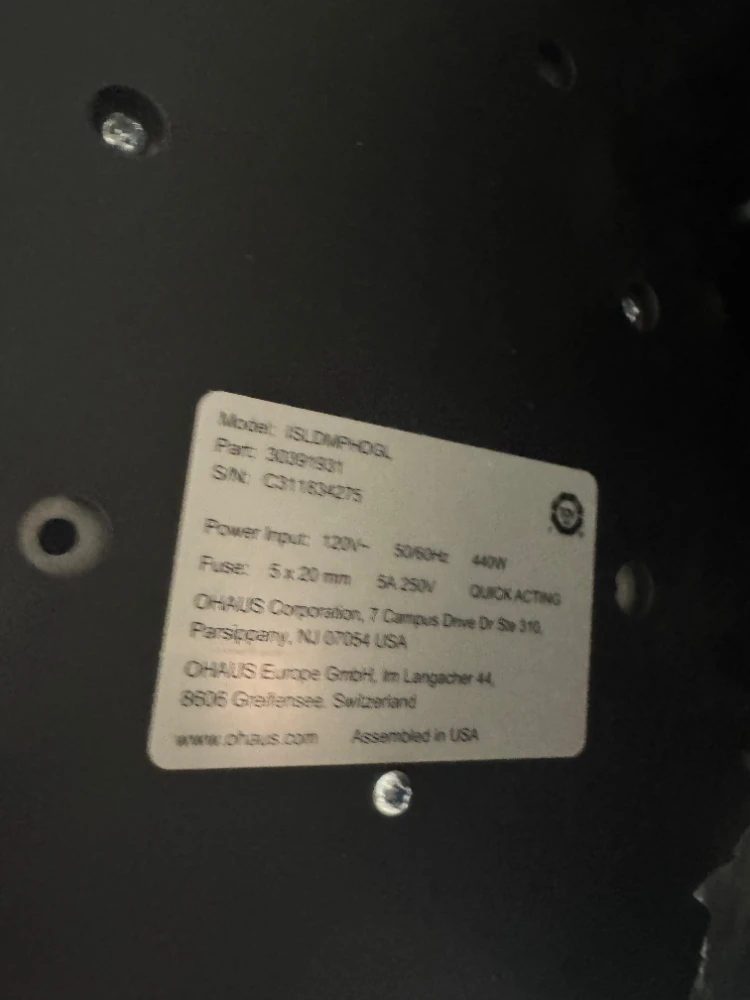 Model: ISLDMPHDGL
Part: 30391931
S/N: C311834275
Power Input: 120V~ 50/60Hz 440W
Fuse: 5 x 20 mm 5A 250V QUICK ACTING
OHAUS Corporation, 7 Campus Drive Dr Ste 310,
Parsippany, NJ 07054 USA
OHAUS Europe GmbH, Im Langacher 44,
8606 Greifensee, Switzerland
www.ohaus.com Assembled in USA